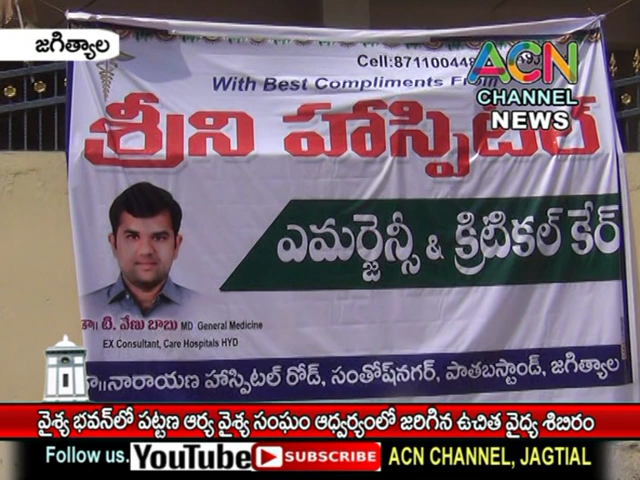 జగిత్యాల
Cell:87110044
ACN
CHANNEL
NEWS
With Best Compliments From
శ్రీని హాస్పిటల్
ఎమర్జెన్సీ & క్రిటికల్ కేర్
డా॥ టి. వేణు బాబు MD General Medicine
EX Consultant, Care Hospitals HYD
డా॥నారాయణ హాస్పిటల్ రోడ్, సంతోష్‌నగర్, పాతబస్టాండ్, జగిత్యాల
వైశ్య భవన్‌లో పట్టణ ఆర్య వైశ్య సంఘం ఆధ్వర్యంలో జరిగిన ఉచిత వైద్య శిబిరం
Follow us. YouTube SUBSCRIBE ACN CHANNEL, JAGTIAL